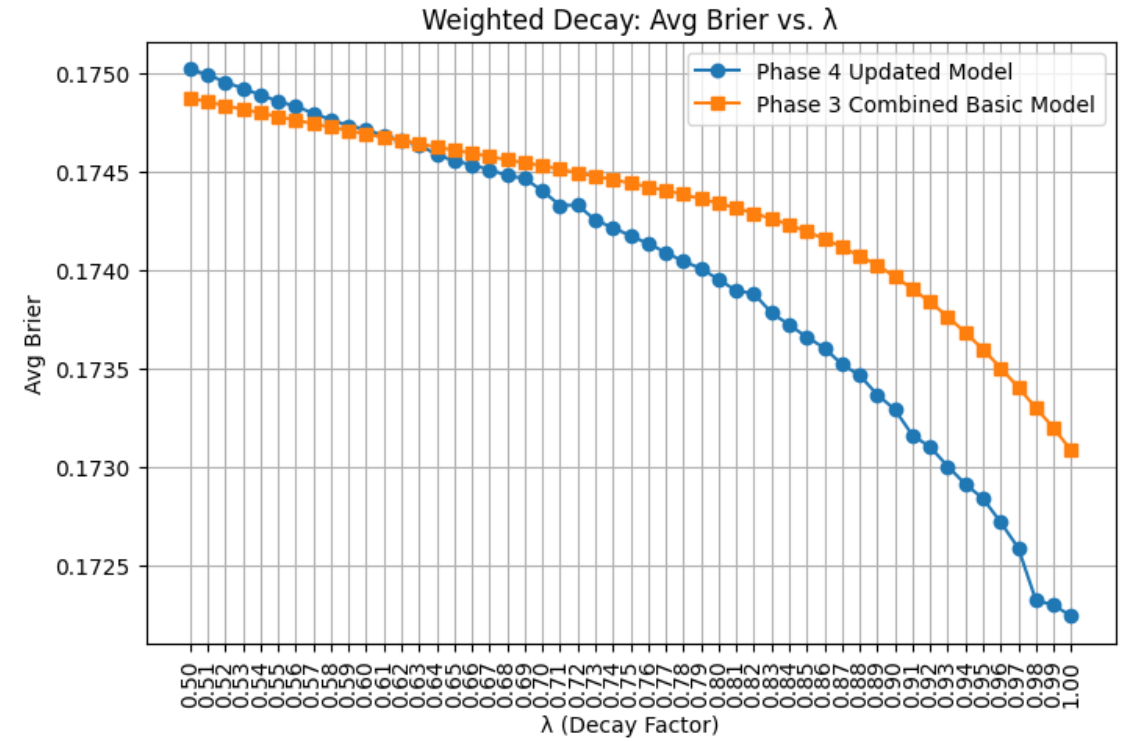 Weighted Decay: Avg Brier vs. λ
Phase 4 Updated Model
Phase 3 Combined Basic Model
0.1750
0.1745
0.1740
0.1735
0.1730
0.1725
Avg Brier
0.50 0.51 0.52 0.53 0.54 0.55 0.56 0.57 0.58 0.59 0.60 0.61 0.62 0.63 0.64 0.65 0.66 0.67 0.68 0.69 0.70 0.71 0.72 0.73 0.74 0.75 0.76 0.77 0.78 0.79 0.80 0.81 0.82 0.83 0.84 0.85 0.86 0.87 0.88 0.89 0.90 0.91 0.92 0.93 0.94 0.95 0.96 0.97 0.98 0.99 1.00
λ (Decay Factor)